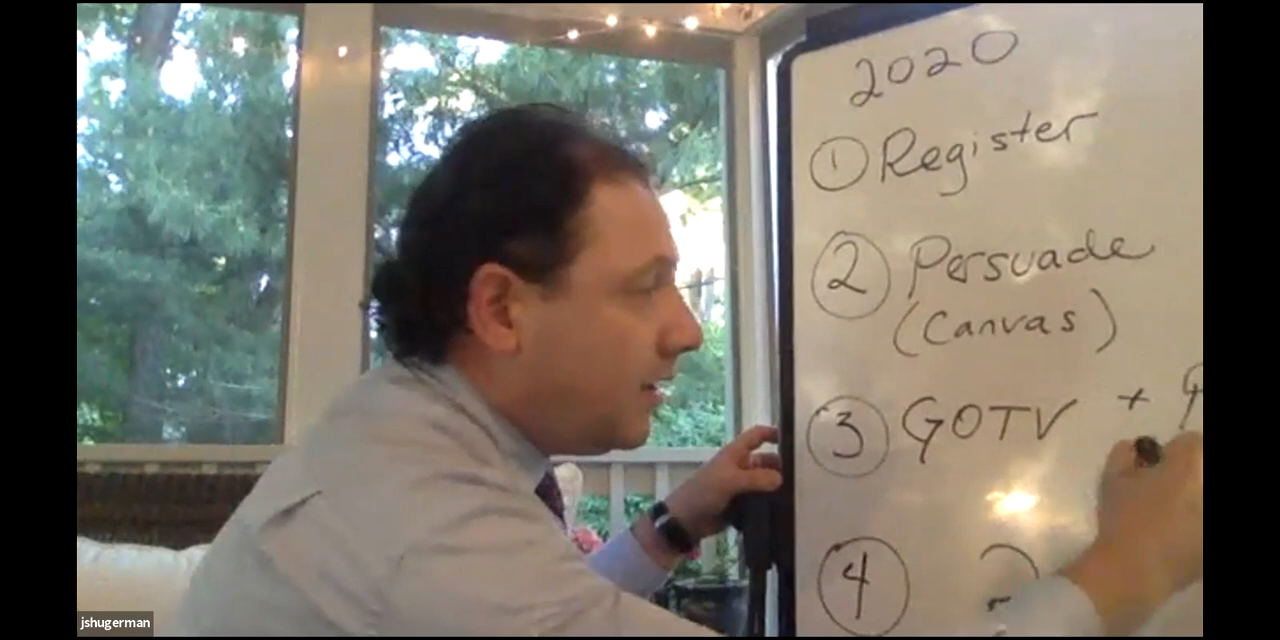 2020
① Register
② Persuade
(Canvas)
③ GOTV +
④ ?
jshugerman